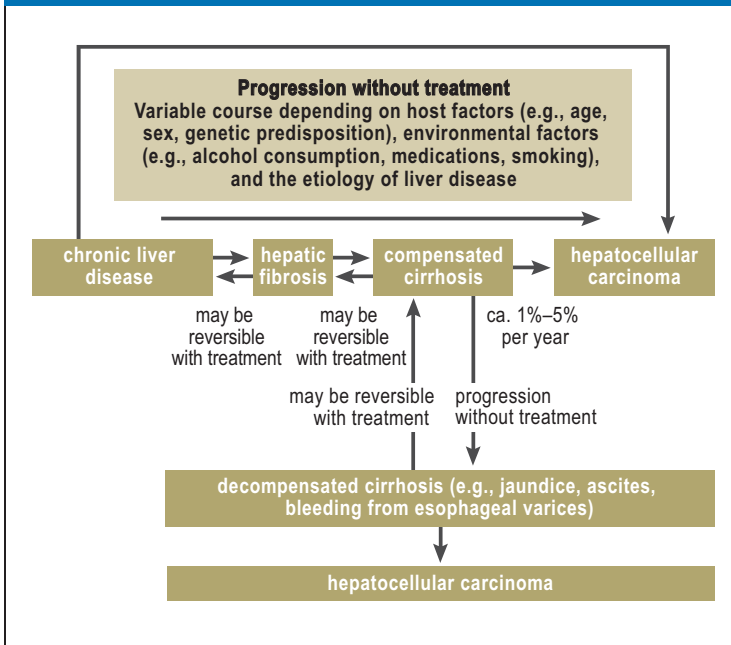 Progression without treatment
Variable course depending on host factors (e.g., age,
sex, genetic predisposition), environmental factors
(e.g., alcohol consumption, medications, smoking),
and the etiology of liver disease
chronic liver
disease
hepatic
fibrosis
compensated
cirrhosis
hepatocellular
carcinoma
may be
reversible
with treatment
may be
reversible
with treatment
ca. 1%–5%
per year
may be reversible
with treatment
progression
without treatment
decompensated cirrhosis (e.g., jaundice, ascites,
bleeding from esophageal varices)
hepatocellular carcinoma